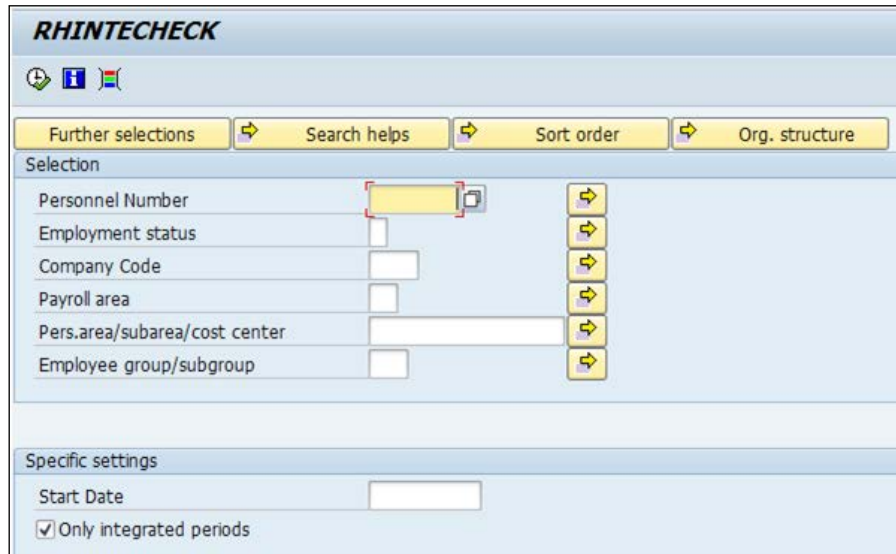 RHINTECHECK
Further selections Search helps Sort order Org. structure
Selection
Personnel Number
Employment status
Company Code
Payroll area
Pers.area/subarea/cost center
Employee group/subgroup
Specific settings
Start Date
Only integrated periods